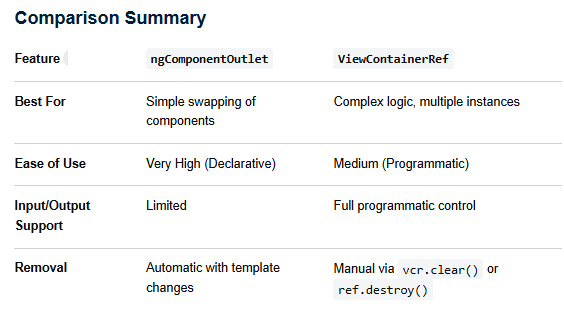 Comparison Summary
Feature ngComponentOutlet ViewContainerRef
Best For Simple swapping of components Complex logic, multiple instances
Ease of Use Very High (Declarative) Medium (Programmatic)
Input/Output Support Limited Full programmatic control
Removal Automatic with template changes Manual via vcr.clear() or ref.destroy()